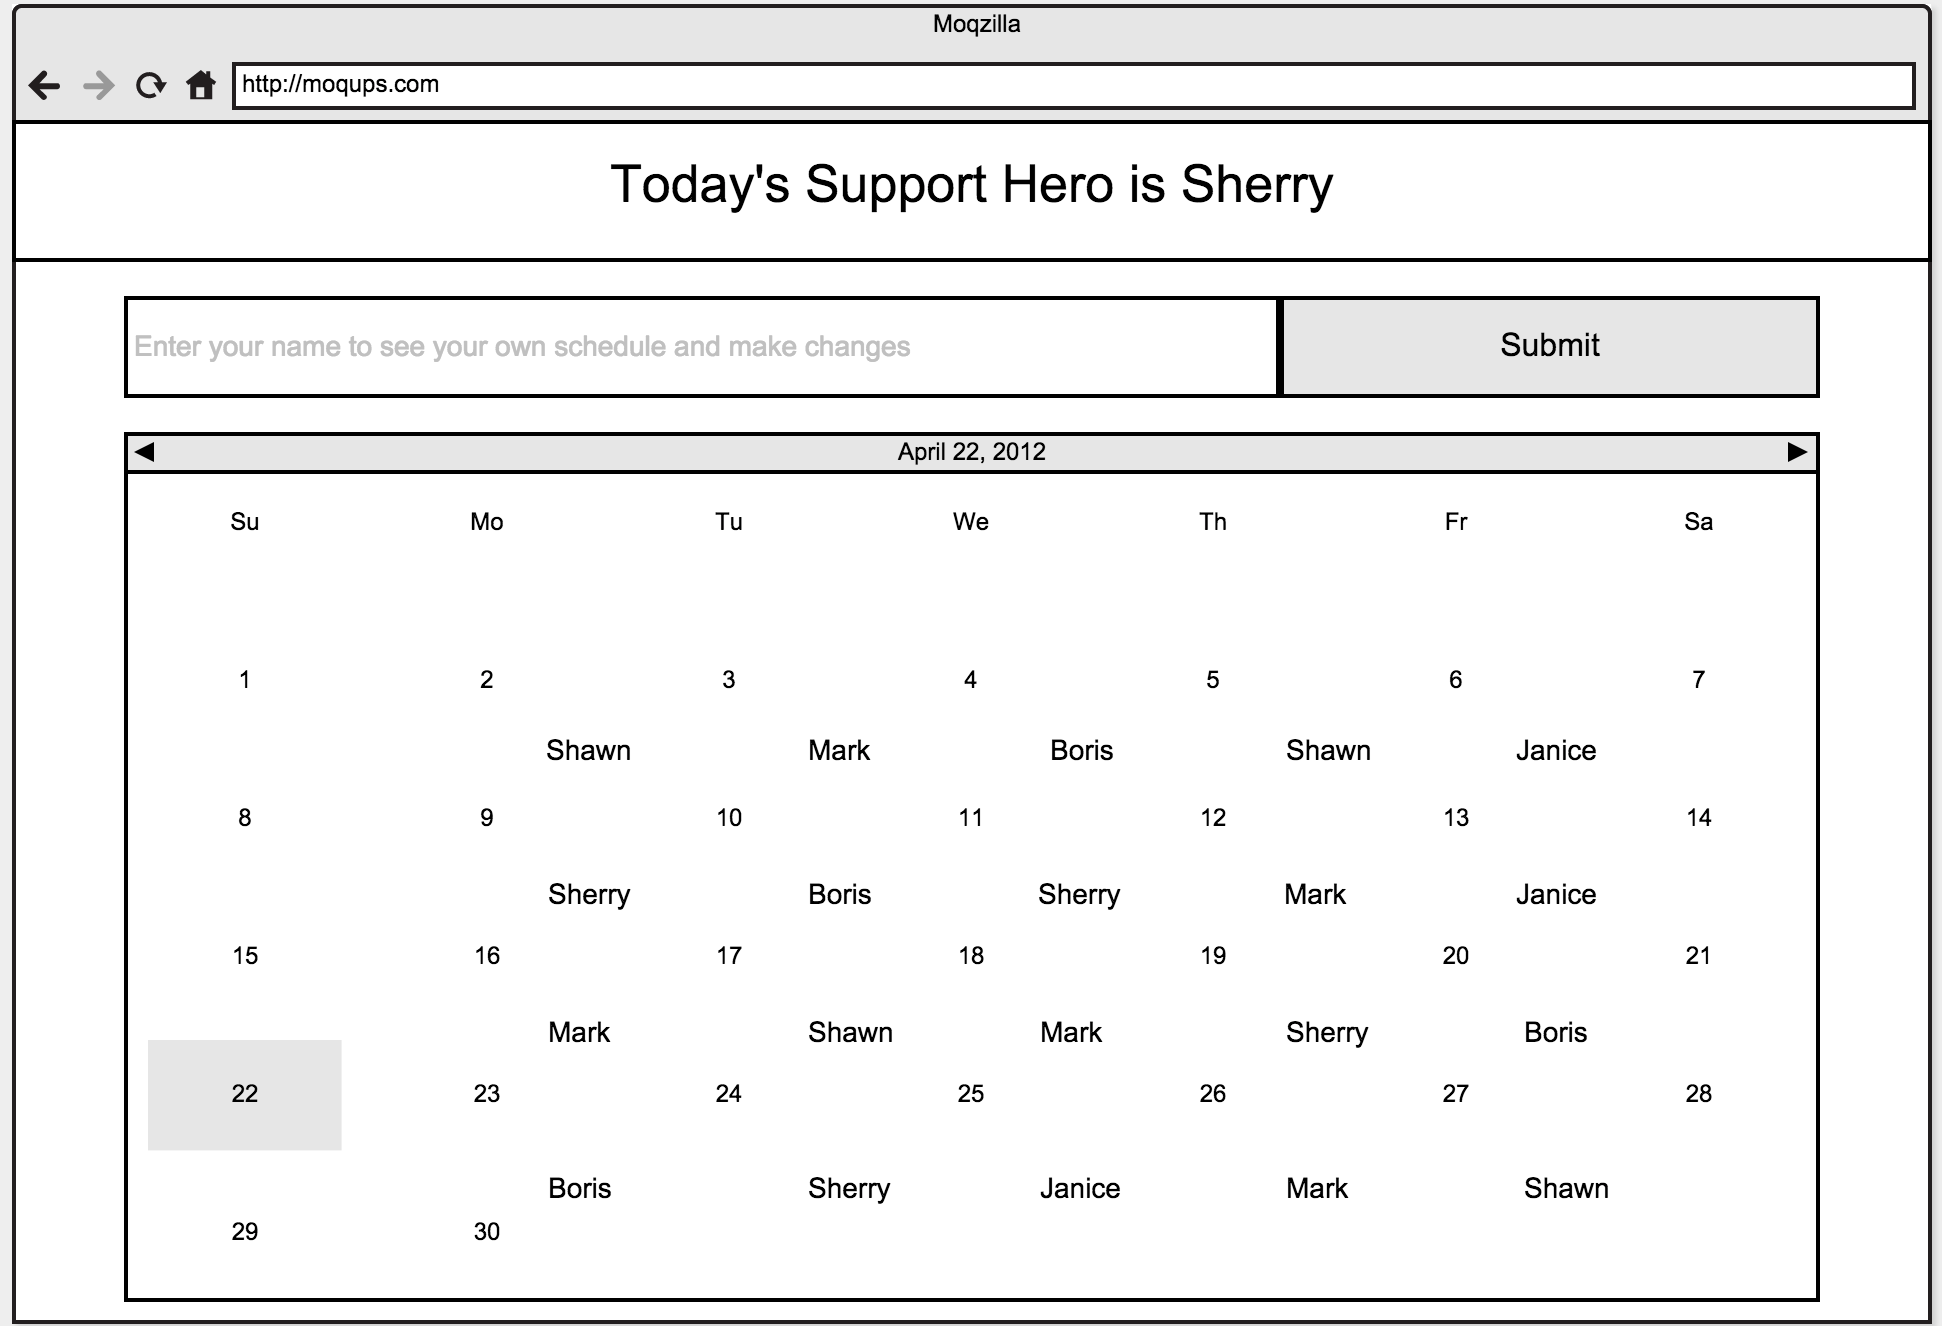 Moqzilla
http://moqups.com
Today's Support Hero is Sherry
Enter your name to see your own schedule and make changes
Submit
April 22, 2012
Su Mo Tu We Th Fr Sa
1 2 3 4 5 6 7
Shawn Mark Boris Shawn Janice
8 9 10 11 12 13 14
Sherry Boris Sherry Mark Janice
15 16 17 18 19 20 21
Mark Shawn Mark Sherry Boris
22 23 24 25 26 27 28
Boris Sherry Janice Mark Shawn
29 30